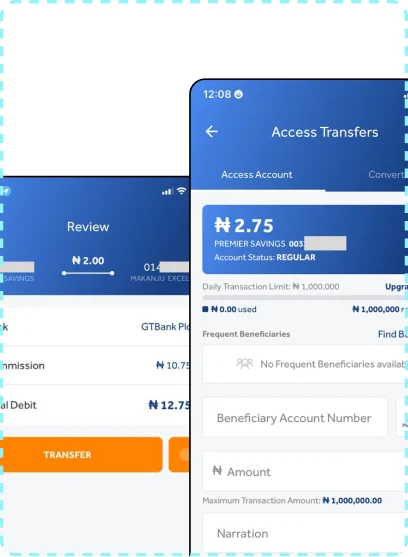 12:08
Access Transfers
Access Account Convert
₦ 2.75
PREMIER SAVINGS 003
Account Status: REGULAR
Daily Transaction Limit: ₦ 1,000,000 Upgra
₦ 0.00 used ₦ 1,000,000 r
Frequent Beneficiaries Find B
No Frequent Beneficiaries availab
Beneficiary Account Number
₦ Amount
Maximum Transaction Amount: ₦ 1,000,000.00
Narration
Review
₦ 2.00
014
SAVINGS MAKANJU EXCEL
k GTBank Plc
mmission ₦ 10.75
al Debit ₦ 12.75
TRANSFER